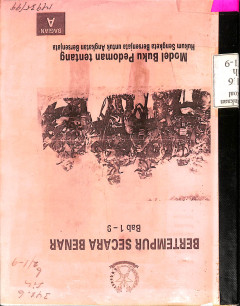 BERTEMPUR SECARA BENAR
Bab 1 - 9
Model Buku Pedoman tentang
Hukum Sengketa Bersenjata untuk Angkatan Bersenjata
BAGIAN
A